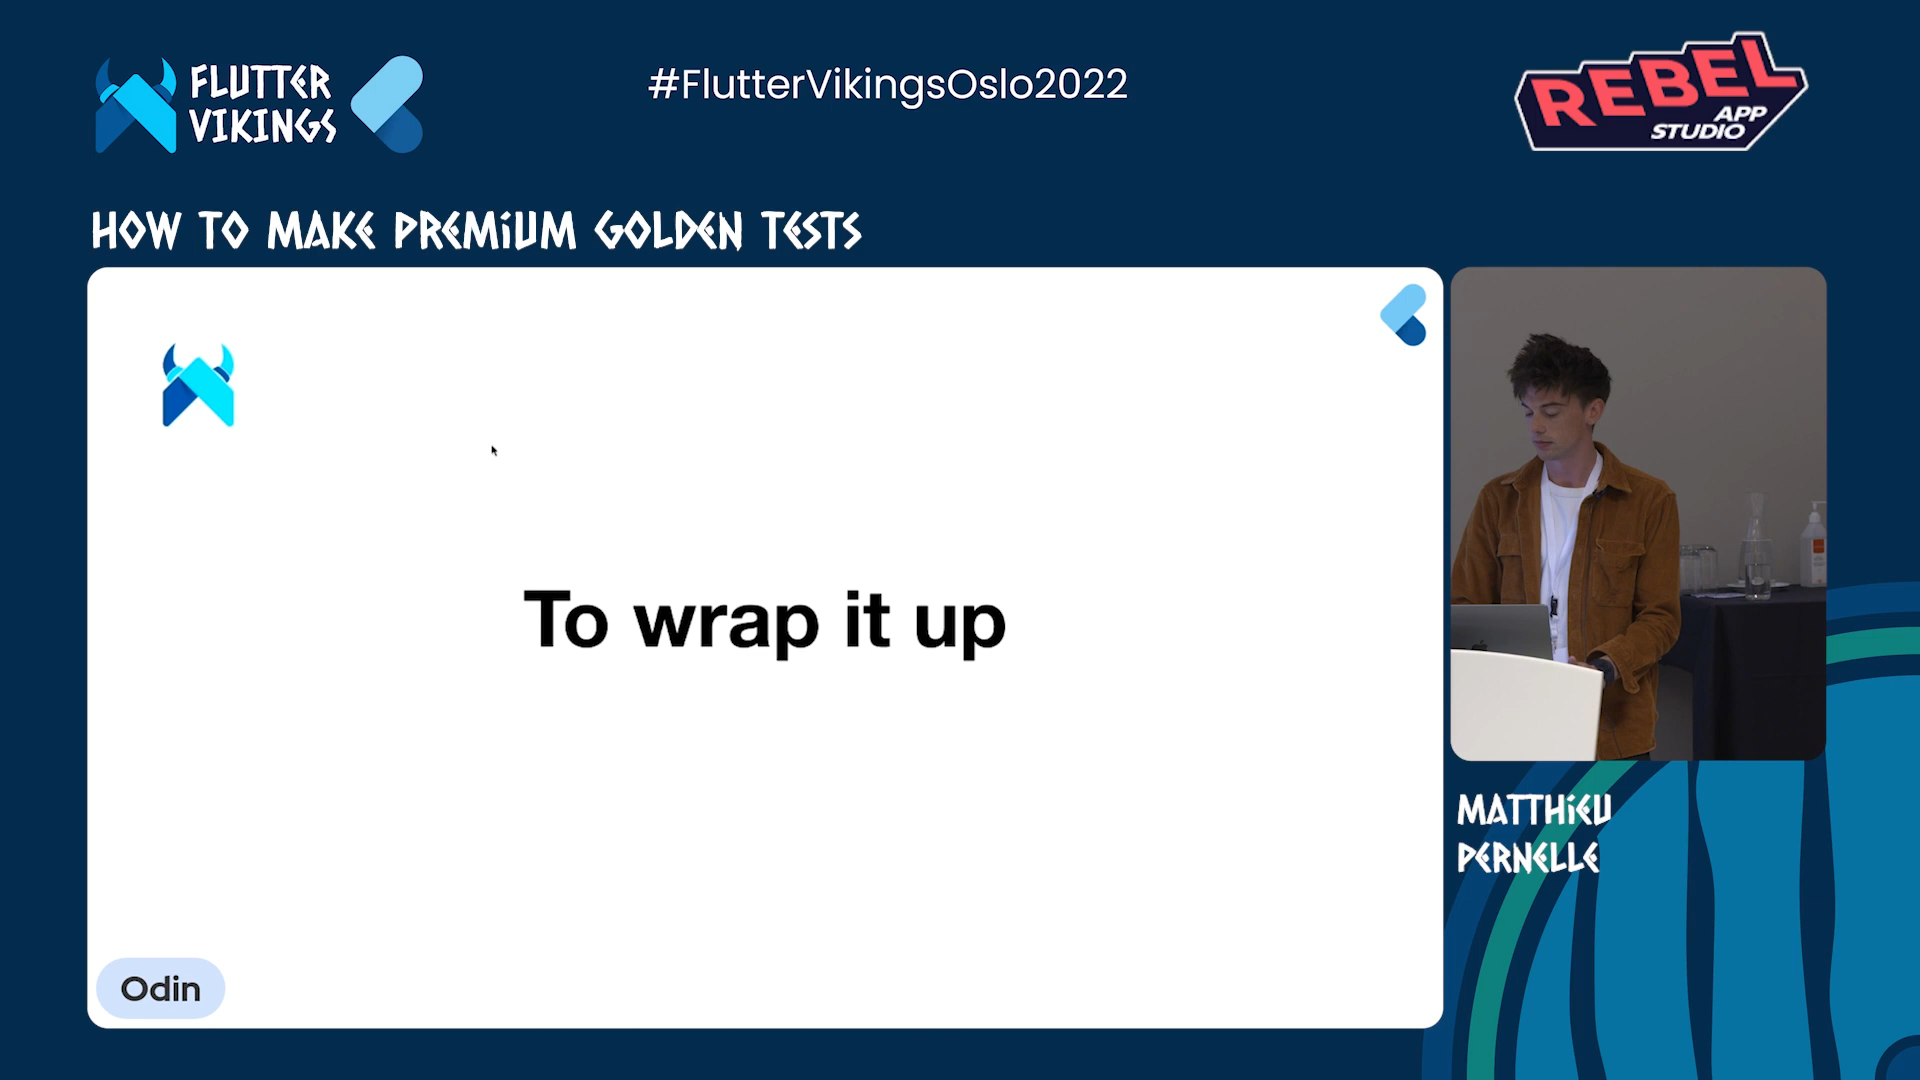 FLUTTER
VIKINGS
#FlutterVikingsOslo2022
REBEL
APP
STUDIO
HOW TO MAKE PREMIUM GOLDEN TESTS
To wrap it up
Odin
MATTHIEU
PERNELLE